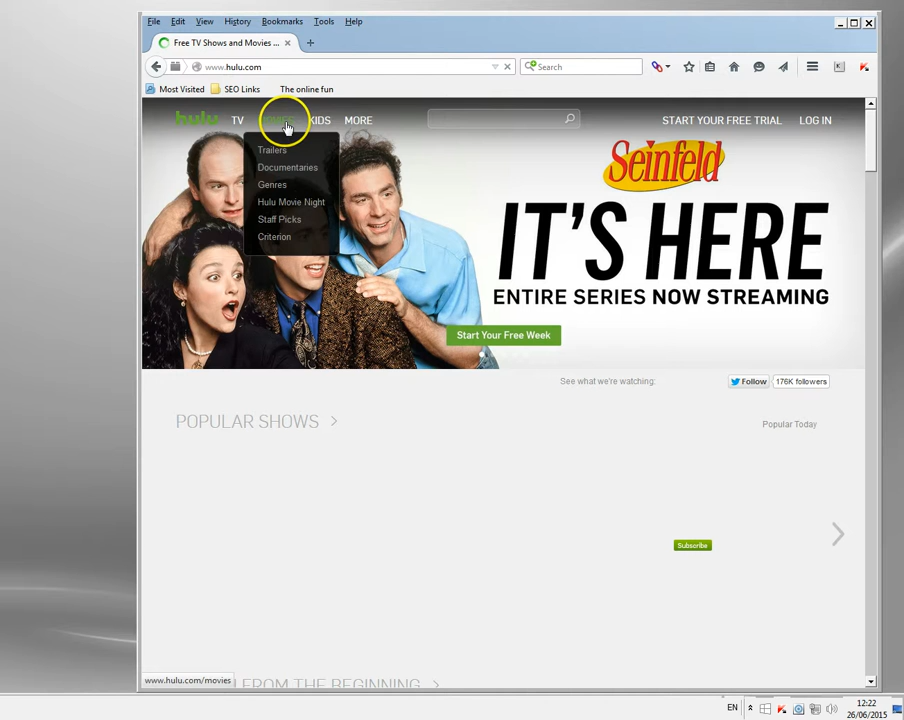 File Edit View History Bookmarks Tools Help
Free TV Shows and Movies ...
www.hulu.com
Search
Most Visited SEO Links The online fun
hulu TV KIDS MORE START YOUR FREE TRIAL LOG IN
Trailers
Documentaries
Genres
Hulu Movie Night
Staff Picks
Criterion
Seinfeld
IT'S HERE
ENTIRE SERIES NOW STREAMING
Start Your Free Week
See what we're watching: Follow 176K followers
POPULAR SHOWS > Popular Today
Subscribe
FROM THE BEGINNING >
www.hulu.com/movies
EN
12:22
26/06/2015